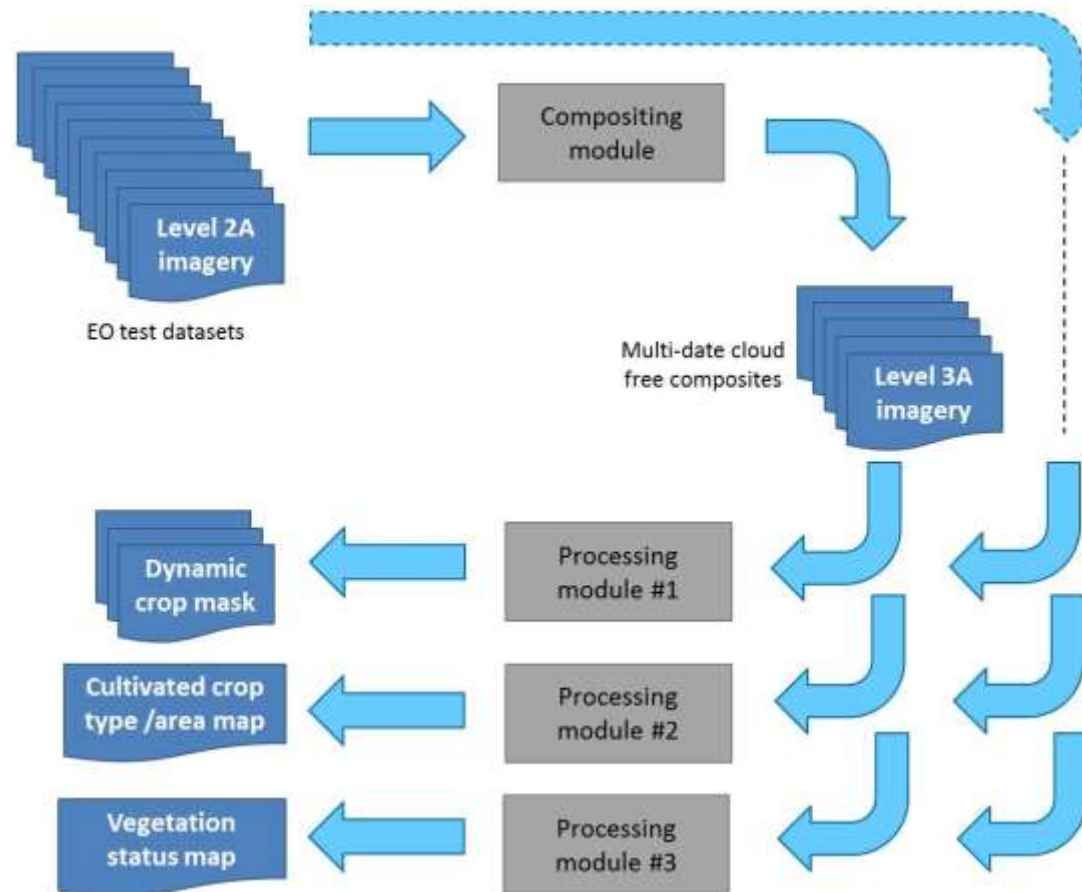 Compositing
module
Level 2A
imagery
EO test datasets
Multi-date cloud
free composites
Level 3A
imagery
Dynamic
crop mask
Processing
module #1
Cultivated crop
type /area map
Processing
module #2
Vegetation
status map
Processing
module #3